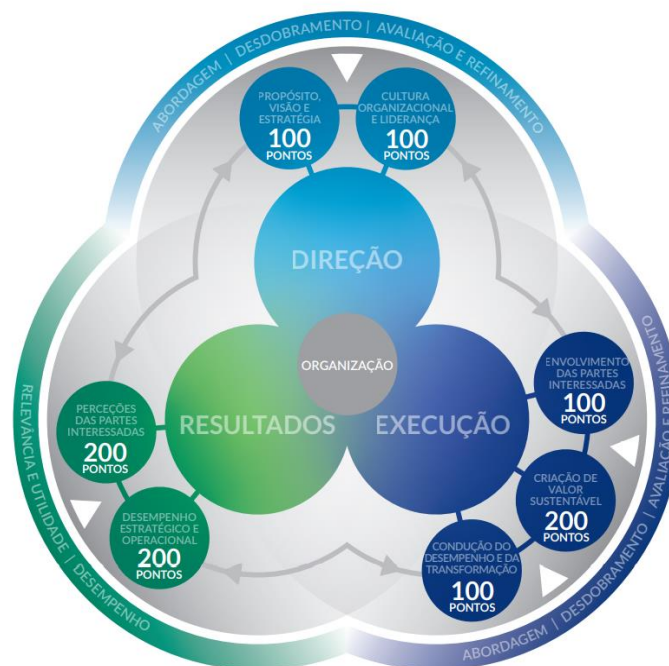 ABORDAGEM | DESDOBRAMENTO | AVALIAÇÃO E REFINAMENTO
PROPÓSITO,
VISÃO E
ESTRATÉGIA
100
PONTOS
CULTURA
ORGANIZACIONAL
E LIDERANÇA
100
PONTOS
DIREÇÃO
ORGANIZAÇÃO
RESULTADOS
EXECUÇÃO
ENVOLVIMENTO
DAS PARTES
INTERESSADAS
100
PONTOS
CRIAÇÃO DE
VALOR
SUSTENTÁVEL
200
PONTOS
CONDUÇÃO DO
DESEMPENHO E DA
TRANSFORMAÇÃO
100
PONTOS
PERCEÇÕES
DAS PARTES
INTERESSADAS
200
PONTOS
DESEMPENHO
ESTRATÉGICO E
OPERACIONAL
200
PONTOS
RELEVÂNCIA E UTILIDADE | DESEMPENHO
ABORDAGEM | DESDOBRAMENTO | AVALIAÇÃO E REFINAMENTO